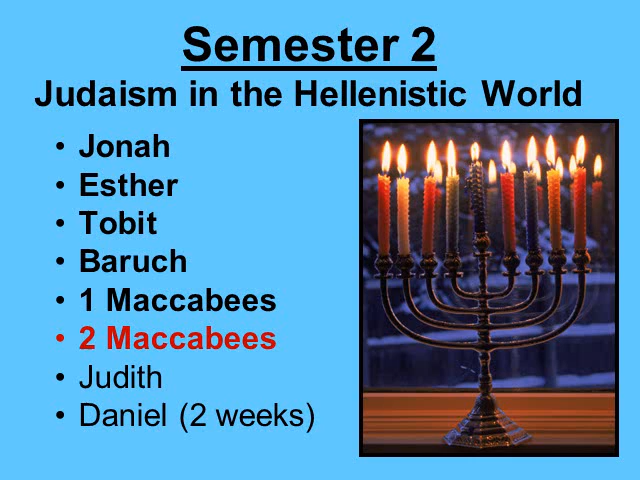 Semester 2
Judaism in the Hellenistic World
• Jonah
• Esther
• Tobit
• Baruch
• 1 Maccabees
• 2 Maccabees
• Judith
• Daniel (2 weeks)